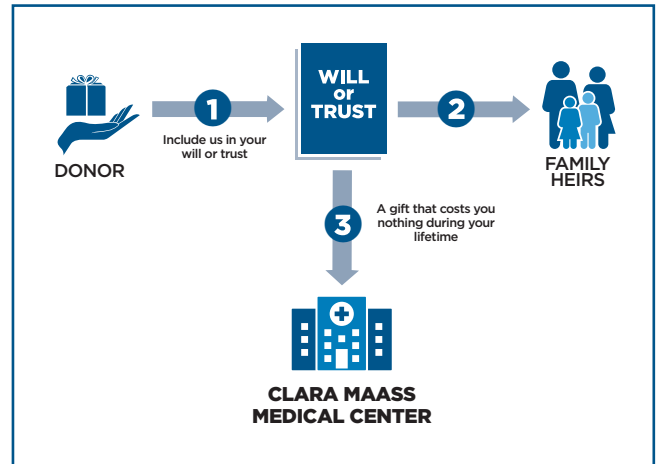 DONOR
1
Include us in your
will or trust
WILL
or
TRUST
2
FAMILY
HEIRS
3
A gift that costs you
nothing during your
lifetime
CLARA MAASS
MEDICAL CENTER